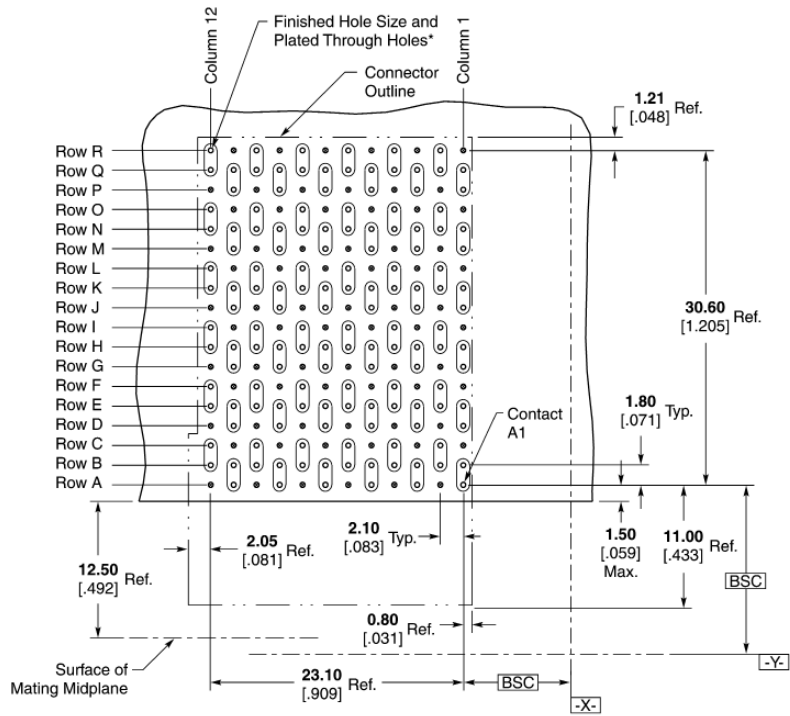 Column 12
Finished Hole Size and
Plated Through Holes*
Column 1
Connector
Outline
1.21
[.048] Ref.
Row R
Row Q
Row P
Row O
Row N
Row M
Row L
Row K
Row J
Row I
Row H
Row G
Row F
Row E
Row D
Row C
Row B
Row A
30.60
[1.205] Ref.
1.80
[.071] Typ.
Contact
A1
2.05
[.081] Ref.
2.10
[.083] Typ.
1.50
[.059]
Max.
11.00
[.433] Ref.
12.50
[.492] Ref.
BSC
0.80
[.031] Ref.
Surface of
Mating Midplane
23.10
[.909] Ref.
BSC
-Y-
-X-